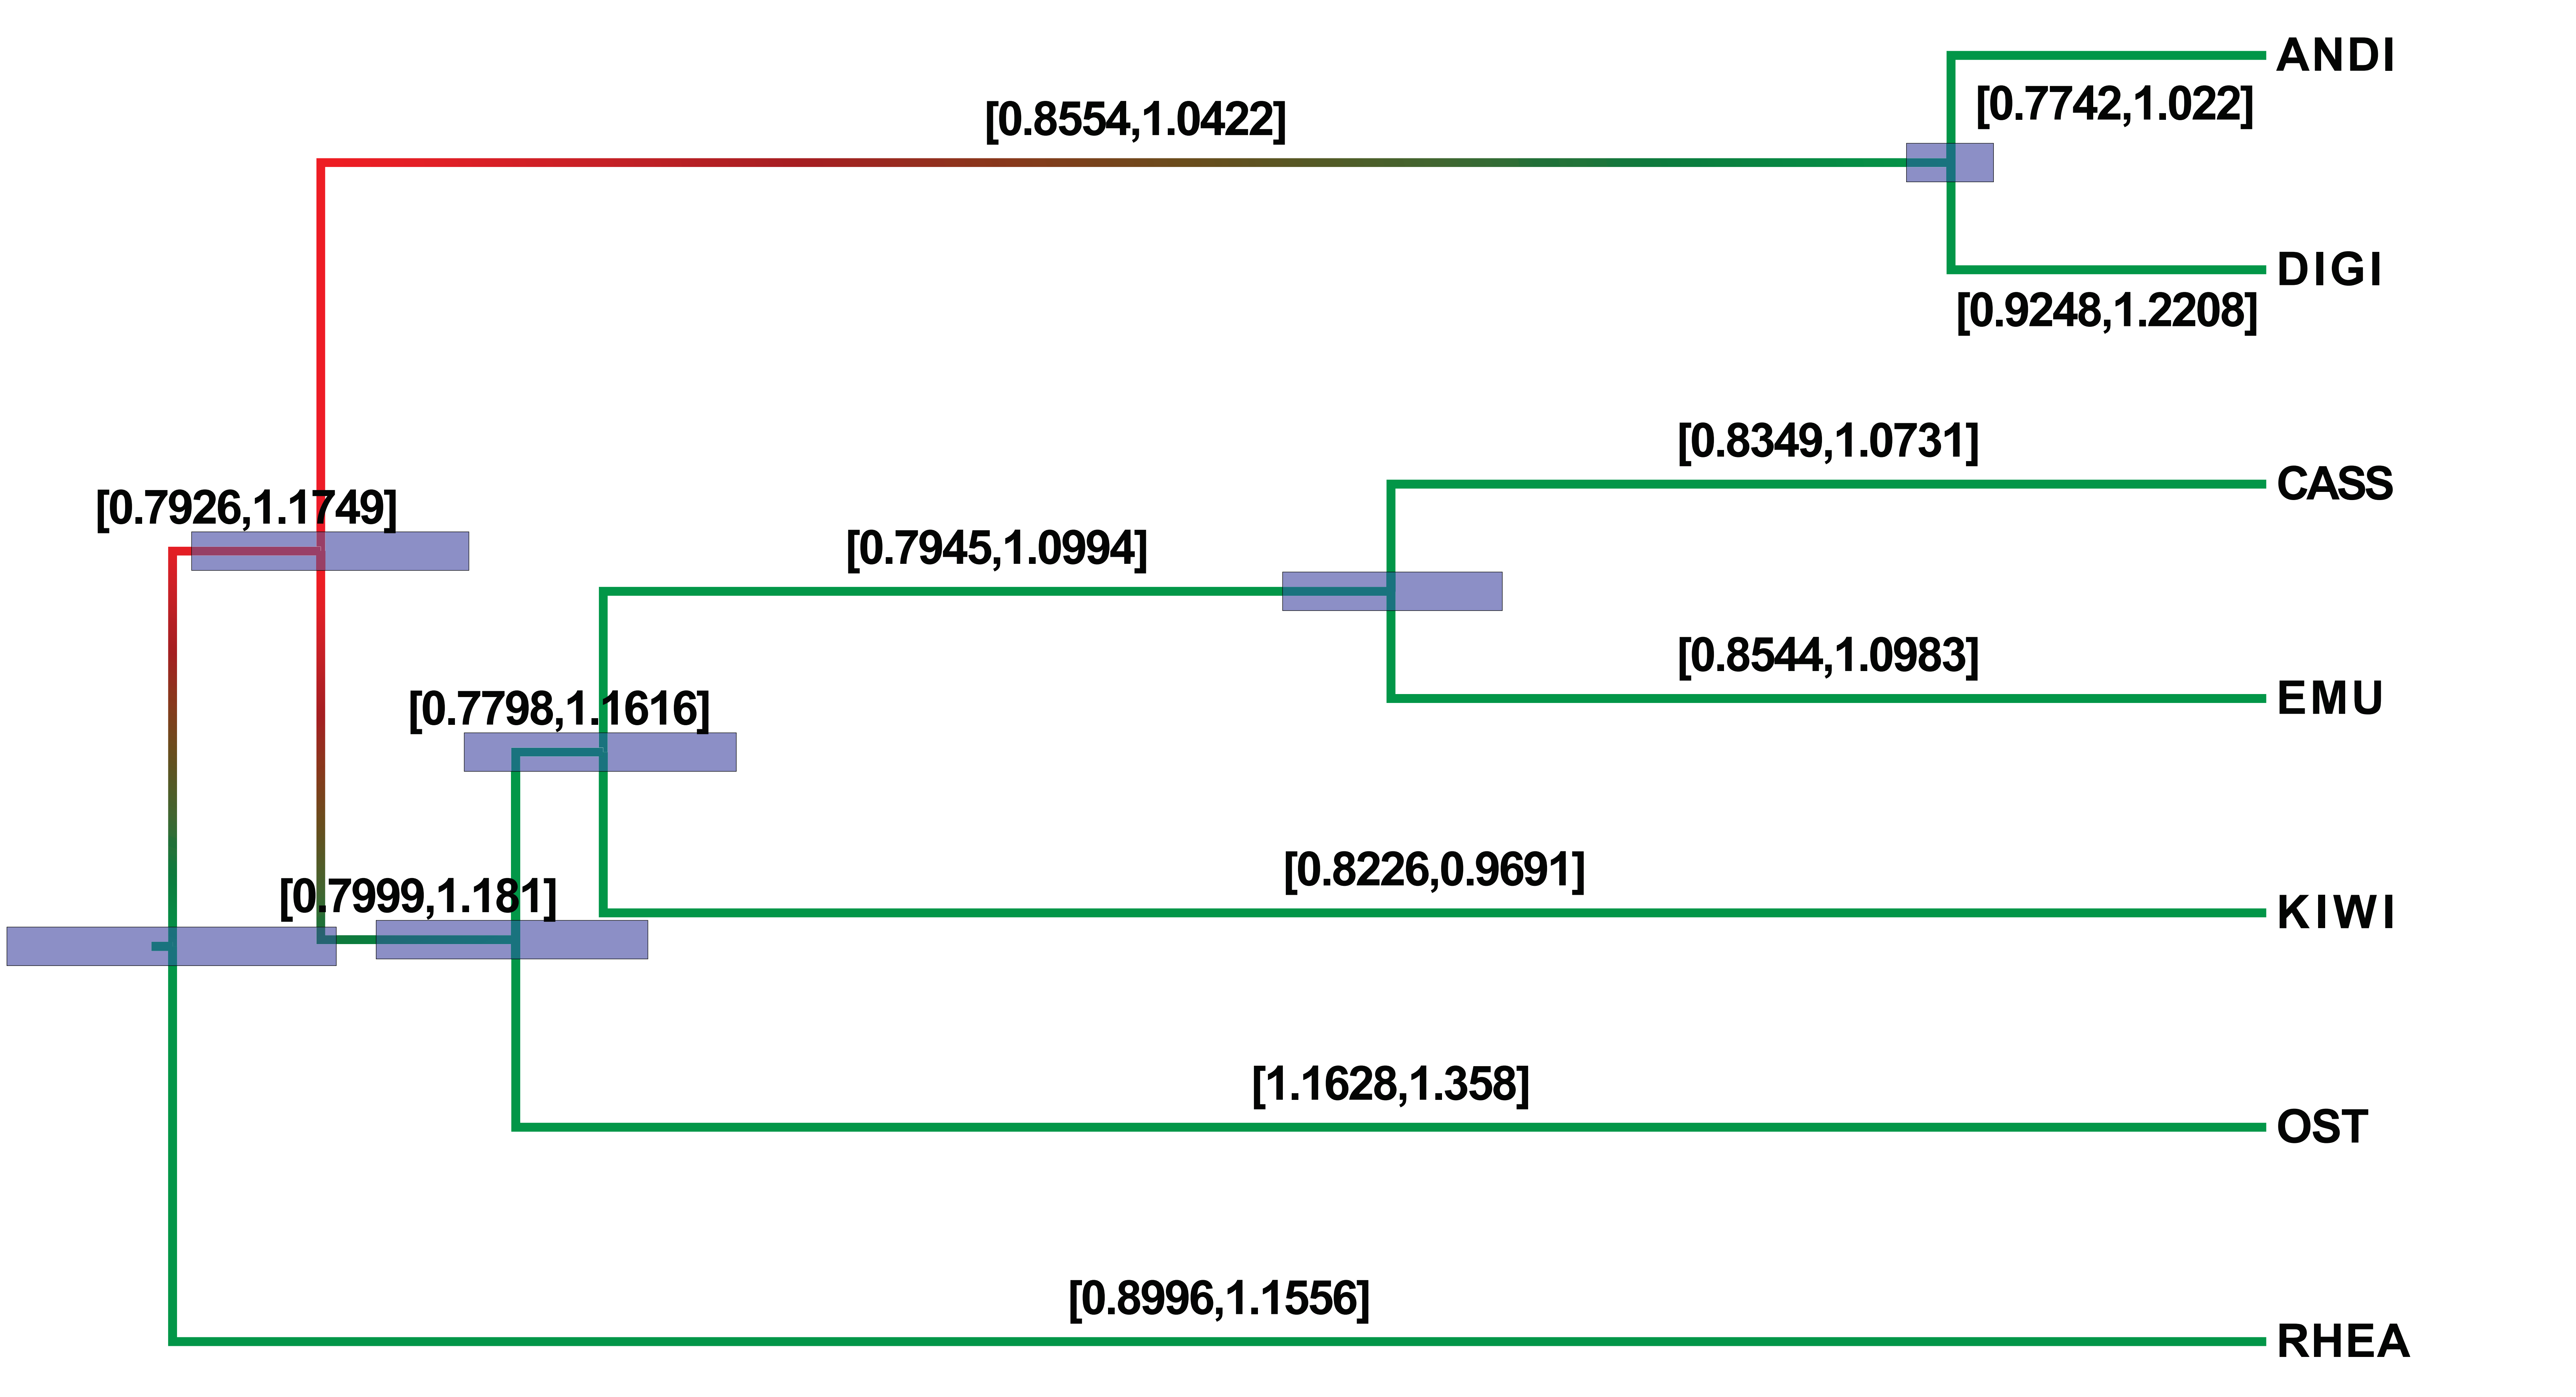 ANDI
[0.7742,1.022]
[0.8554,1.0422]
DIGI
[0.9248,1.2208]
[0.8349,1.0731]
CASS
[0.7926,1.1749]
[0.7945,1.0994]
[0.8544,1.0983]
EMU
[0.7798,1.1616]
[0.8226,0.9691]
[0.7999,1.181]
KIWI
[1.1628,1.358]
OST
[0.8996,1.1556]
RHEA